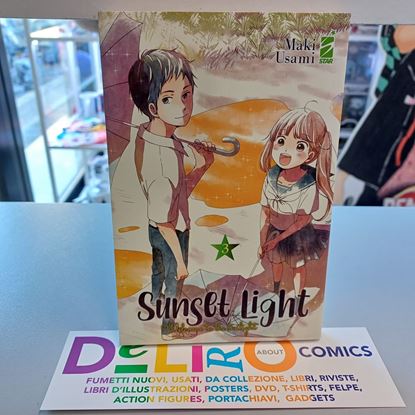 Maki
Usami
STAR
3
Sunset Light
DELIRIO ABOUT COMICS
FUMETTI NUOVI, USATI, DA COLLEZIONE, LIBRI, RIVISTE,
LIBRI D'ILLUSTRAZIONI, POSTERS, DVD, T-SHIRTS, FELPE,
ACTION FIGURES, PORTACHIAVI, GADGETS